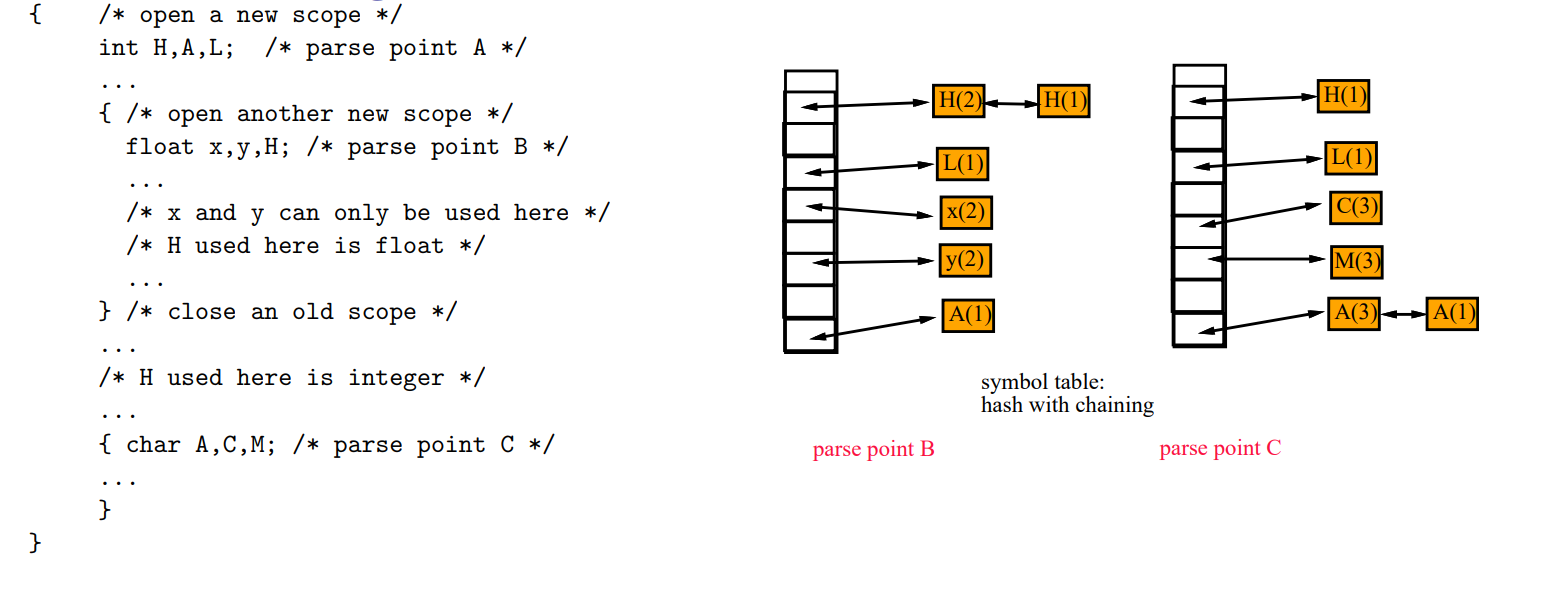 { /* open a new scope */
int H,A,L; /* parse point A */
...
{ /* open another new scope */
float x,y,H; /* parse point B */
...
/* x and y can only be used here */
/* H used here is float */
...
} /* close an old scope */
...
/* H used here is integer */
...
{ char A,C,M; /* parse point C */
...
}
}
H(2) H(1)
L(1)
x(2)
y(2)
A(1)
H(1)
L(1)
C(3)
M(3)
A(3) A(1)
symbol table:
hash with chaining
parse point B
parse point C